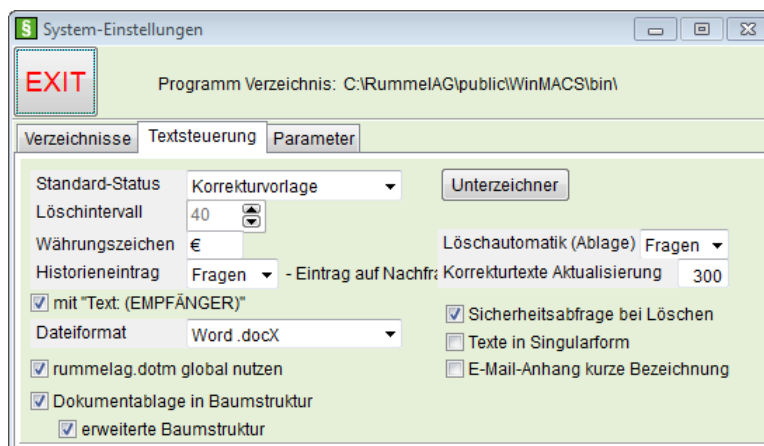 System-Einstellungen
EXIT
Programm Verzeichnis: C:\RummelAG\public\WinMACS\bin\
Verzeichnisse Textsteuerung Parameter
Standard-Status Korrekturvorlage Unterzeichner
Löschintervall 40
Währungszeichen € Löschautomatik (Ablage) Fragen
Historieneintrag Fragen - Eintrag auf Nachfra Korrekturtexte Aktualisierung 300
mit "Text: (EMPFÄNGER)"
Sicherheitsabfrage bei Löschen
Dateiformat Word .docX
Texte in Singularform
rummelag.dotm global nutzen
E-Mail-Anhang kurze Bezeichnung
Dokumentablage in Baumstruktur
erweiterte Baumstruktur